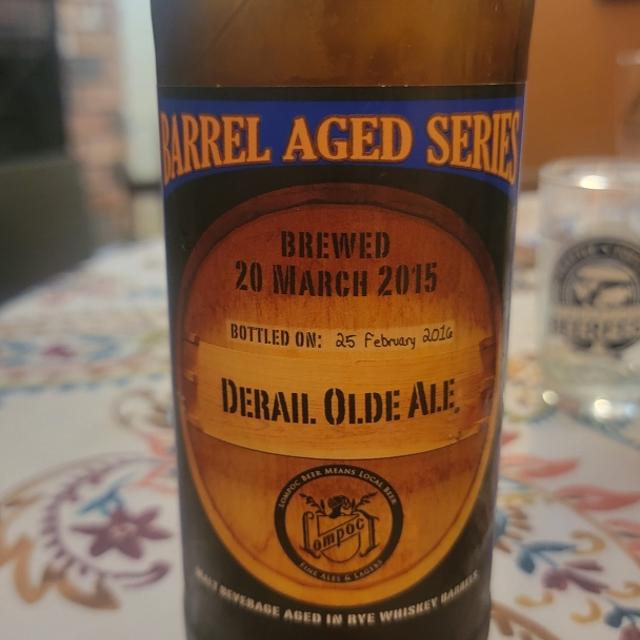 BARREL AGED SERIES
BREWED
20 MARCH 2015
BOTTLED ON: 25 February 2016
DERAIL OLDE ALE
LOMPOC BEER MEANS LOCAL BEER
LOMPOC
FINE ALES & LAGERS
MALT BEVERAGE AGED IN RYE WHISKEY BARRELS
BEERFEST